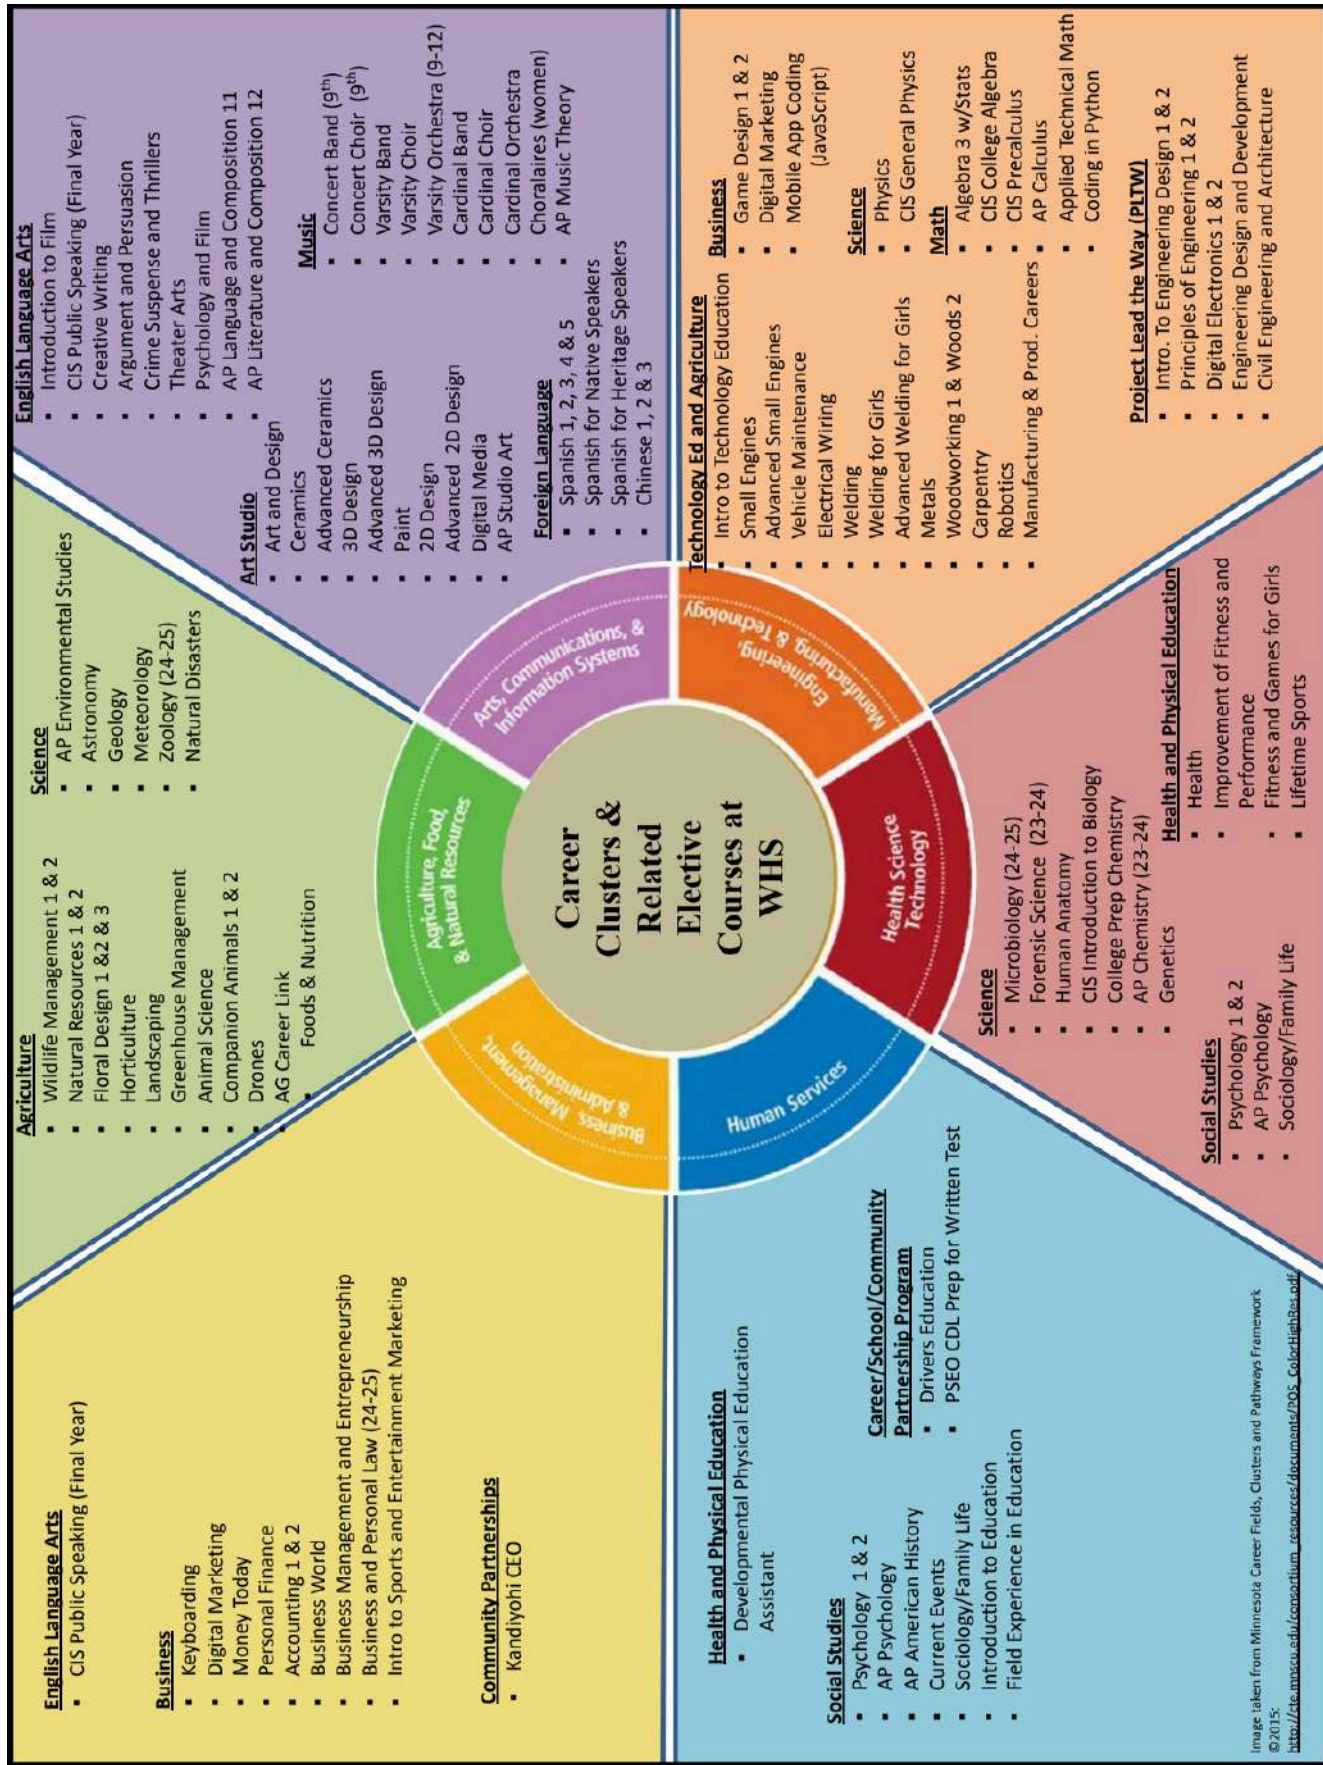 Career
Clusters &
Related
Elective
Courses at
WHS
Business, Management,
& Administration
Agriculture, Food,
& Natural Resources
Arts, Communications, &
Information Systems
Engineering,
Manufacturing, & Technology
Health Science
Technology
Human Services
English Language Arts
▪ CIS Public Speaking (Final Year)
Business
▪ Keyboarding
▪ Digital Marketing
▪ Money Today
▪ Personal Finance
▪ Accounting 1 & 2
▪ Business World
▪ Business Management and Entrepreneurship
▪ Business and Personal Law (24-25)
▪ Intro to Sports and Entertainment Marketing
Community Partnerships
▪ Kandiyohi CEO
Agriculture
▪ Wildlife Management 1 & 2
▪ Natural Resources 1 & 2
▪ Floral Design 1 &2 & 3
▪ Horticulture
▪ Landscaping
▪ Greenhouse Management
▪ Animal Science
▪ Companion Animals 1 & 2
▪ Drones
▪ AG Career Link
▪ Foods & Nutrition
Science
▪ AP Environmental Studies
▪ Astronomy
▪ Geology
▪ Meteorology
▪ Zoology (24-25)
▪ Natural Disasters
English Language Arts
▪ Introduction to Film
▪ CIS Public Speaking (Final Year)
▪ Creative Writing
▪ Argument and Persuasion
▪ Crime Suspense and Thrillers
▪ Theater Arts
▪ Psychology and Film
▪ AP Language and Composition 11
▪ AP Literature and Composition 12
Art Studio
▪ Art and Design
▪ Ceramics
▪ Advanced Ceramics
▪ 3D Design
▪ Advanced 3D Design
▪ Paint
▪ 2D Design
▪ Advanced 2D Design
▪ Digital Media
▪ AP Studio Art
Music
▪ Concert Band (9th)
▪ Concert Choir (9th)
▪ Varsity Band
▪ Varsity Choir
▪ Varsity Orchestra (9-12)
▪ Cardinal Band
▪ Cardinal Choir
▪ Cardinal Orchestra
▪ Choralaires (women)
▪ AP Music Theory
Foreign Language
▪ Spanish 1, 2, 3, 4 & 5
▪ Spanish for Native Speakers
▪ Spanish for Heritage Speakers
▪ Chinese 1, 2 & 3
Health and Physical Education
▪ Developmental Physical Education
Assistant
Social Studies
▪ Psychology 1 & 2
▪ AP Psychology
▪ AP American History
▪ Current Events
▪ Sociology/Family Life
▪ Introduction to Education
▪ Field Experience in Education
Career/School/Community
Partnership Program
▪ Drivers Education
▪ PSEO CDL Prep for Written Test
Science
▪ Microbiology (24-25)
▪ Forensic Science (23-24)
▪ Human Anatomy
▪ CIS Introduction to Biology
▪ College Prep Chemistry
▪ AP Chemistry (23-24)
▪ Genetics
Health and Physical Education
▪ Health
▪ Improvement of Fitness and
Performance
▪ Fitness and Games for Girls
▪ Lifetime Sports
Social Studies
▪ Psychology 1 & 2
▪ AP Psychology
▪ Sociology/Family Life
Technology Ed and Agriculture
▪ Intro to Technology Education
▪ Small Engines
▪ Advanced Small Engines
▪ Vehicle Maintenance
▪ Electrical Wiring
▪ Welding
▪ Welding for Girls
▪ Advanced Welding for Girls
▪ Metals
▪ Woodworking 1 & Woods 2
▪ Carpentry
▪ Robotics
▪ Manufacturing & Prod. Careers
Business
▪ Game Design 1 & 2
▪ Digital Marketing
▪ Mobile App Coding
(JavaScript)
Science
▪ Physics
▪ CIS General Physics
Math
▪ Algebra 3 w/Stats
▪ CIS College Algebra
▪ CIS Precalculus
▪ AP Calculus
▪ Applied Technical Math
▪ Coding in Python
Project Lead the Way (PLTW)
▪ Intro. To Engineering Design 1 & 2
▪ Principles of Engineering 1 & 2
▪ Digital Electronics 1 & 2
▪ Engineering Design and Development
▪ Civil Engineering and Architecture
Image taken from Minnesota Career Fields, Clusters and Pathways Framework
©2015:
http://cte.mnscu.edu/consortium_resources/documents/POS_ColorHighRes.pdf